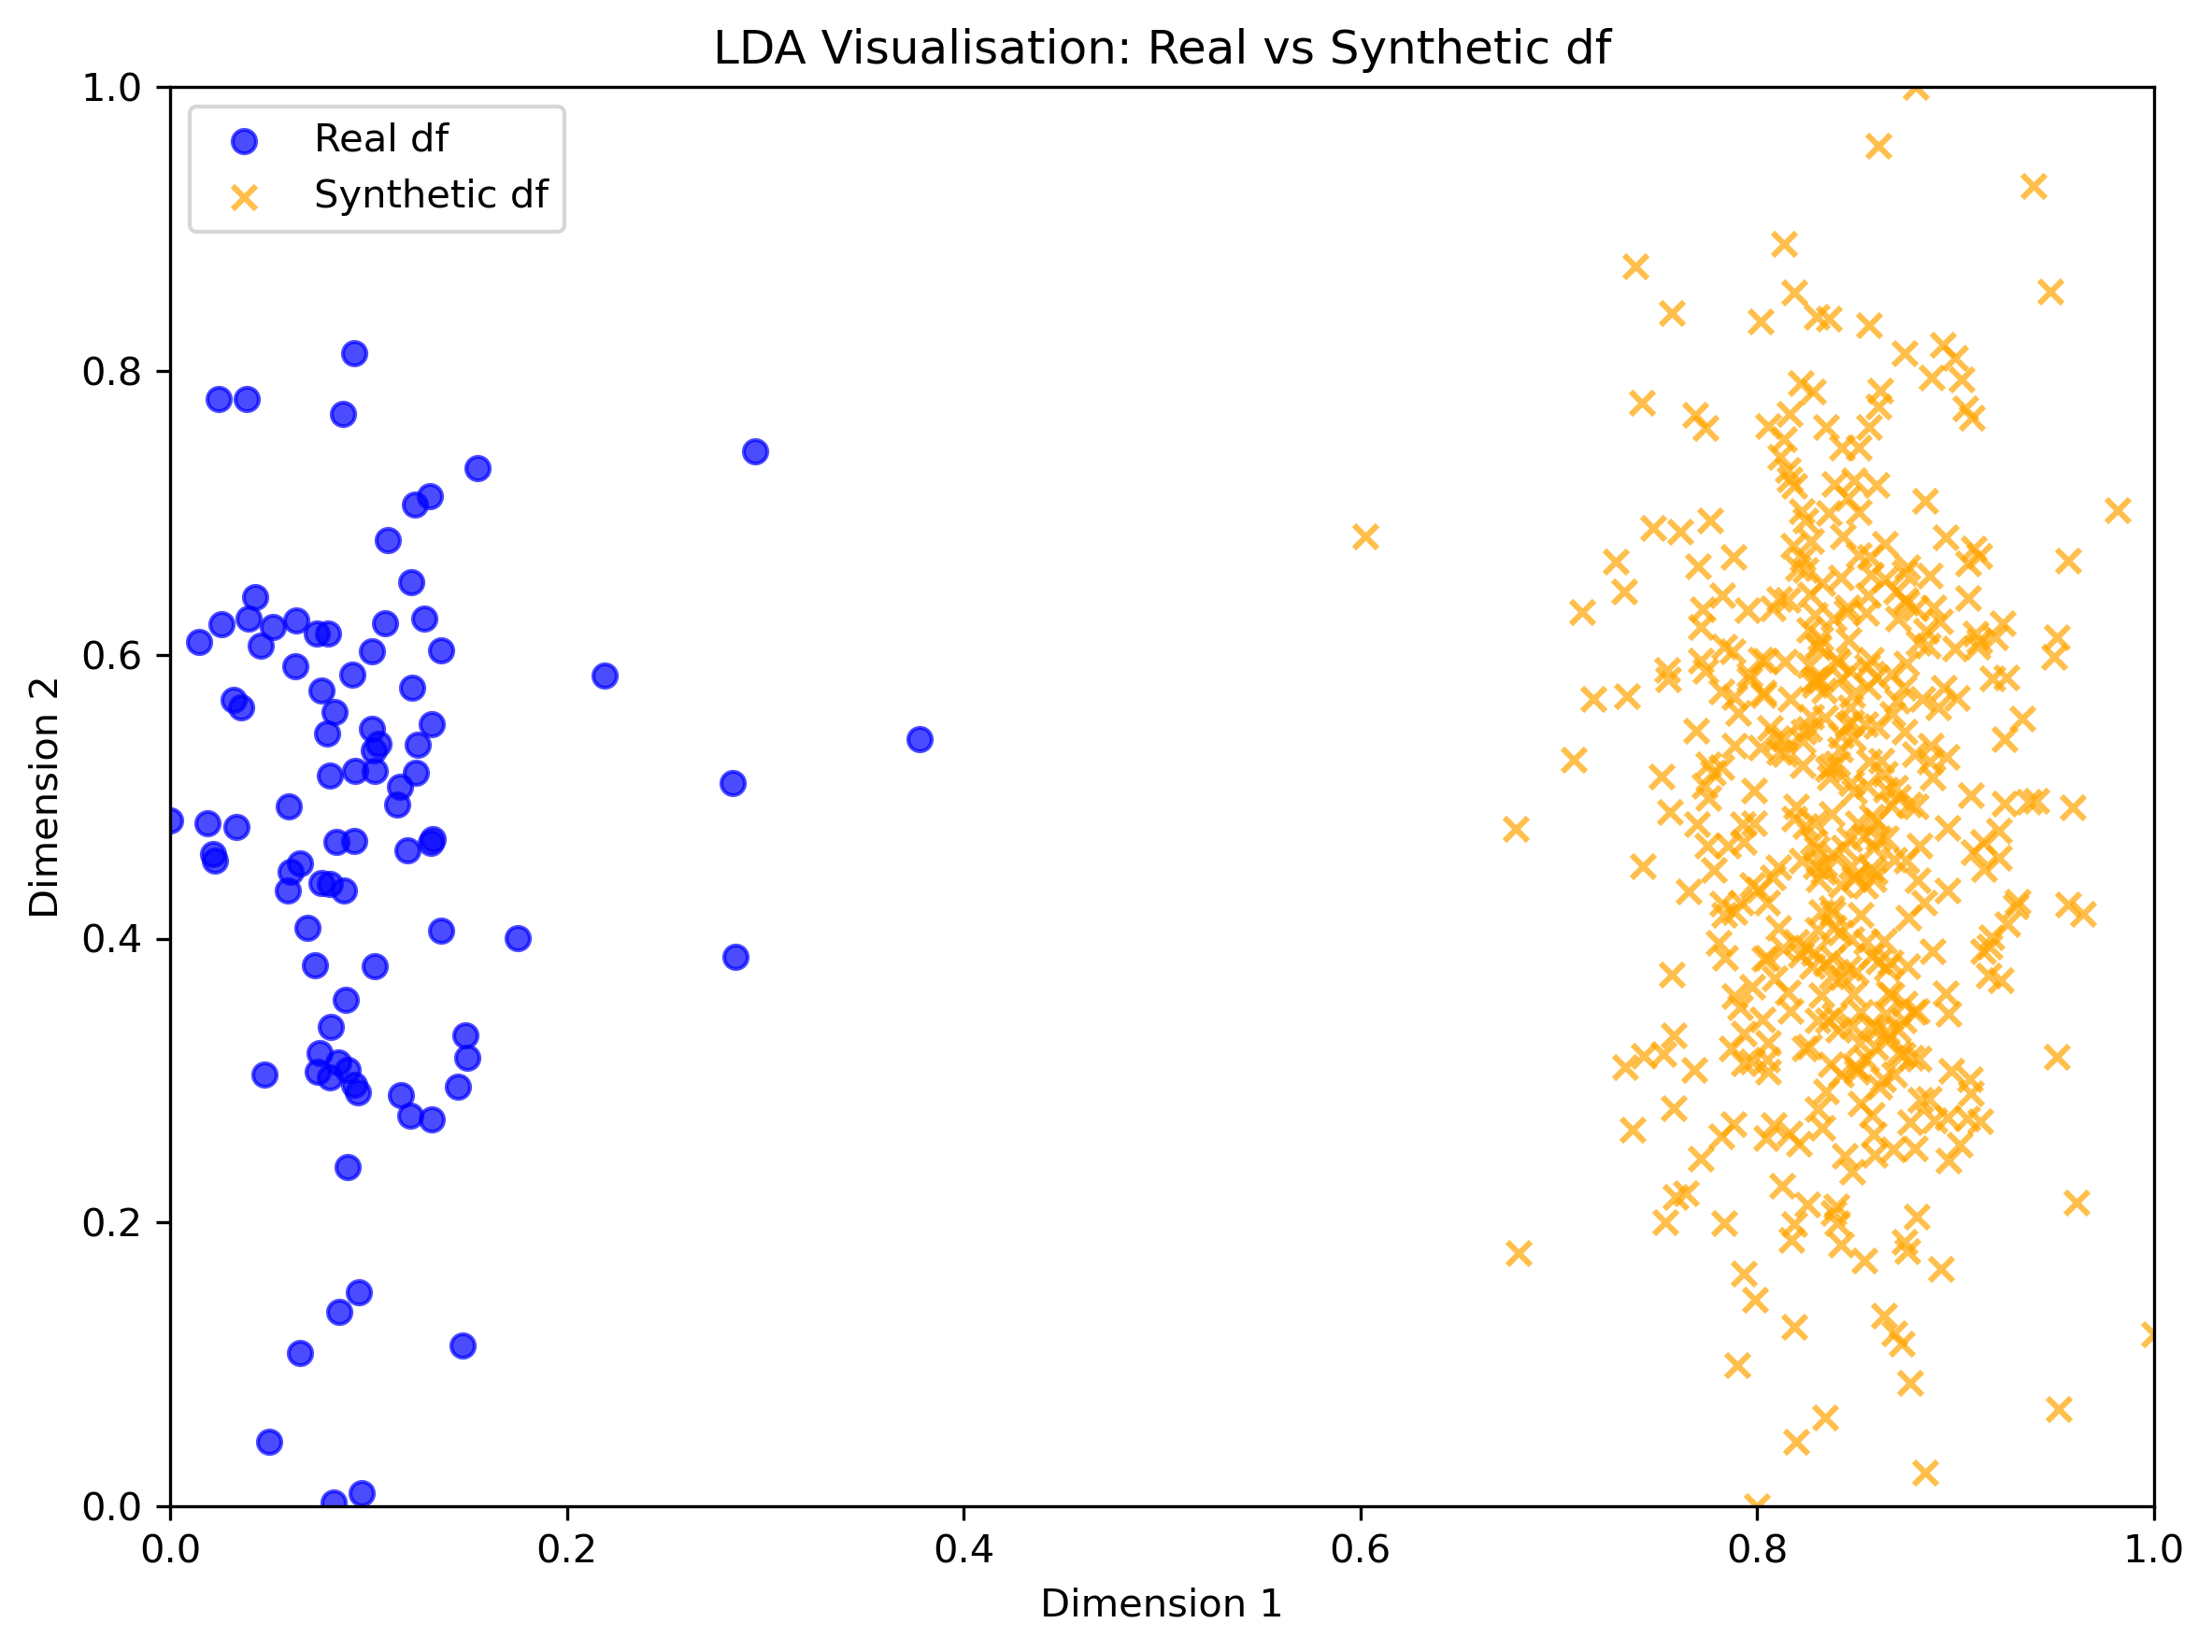 LDA Visualisation: Real vs Synthetic df
Real df
Synthetic df
1.0
0.8
0.6
0.4
0.2
0.0
Dimension 2
0.0 0.2 0.4 0.6 0.8 1.0
Dimension 1